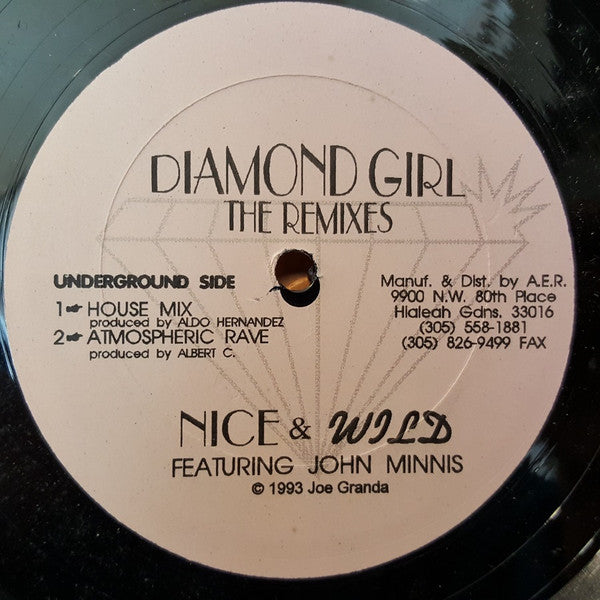 DIAMOND GIRL
THE REMIXES
UNDERGROUND SIDE
1☛ HOUSE MIX
produced by ALDO HERNANDEZ
2☛ ATMOSPHERIC RAVE
produced by ALBERT C.
Manuf. & Dist. by A.E.R.
9900 N.W. 80th Place
Hialeah Gdns. 33016
(305) 558-1881
(305) 826-9499 FAX
NICE & WILD
FEATURING JOHN MINNIS
© 1993 Joe Granda